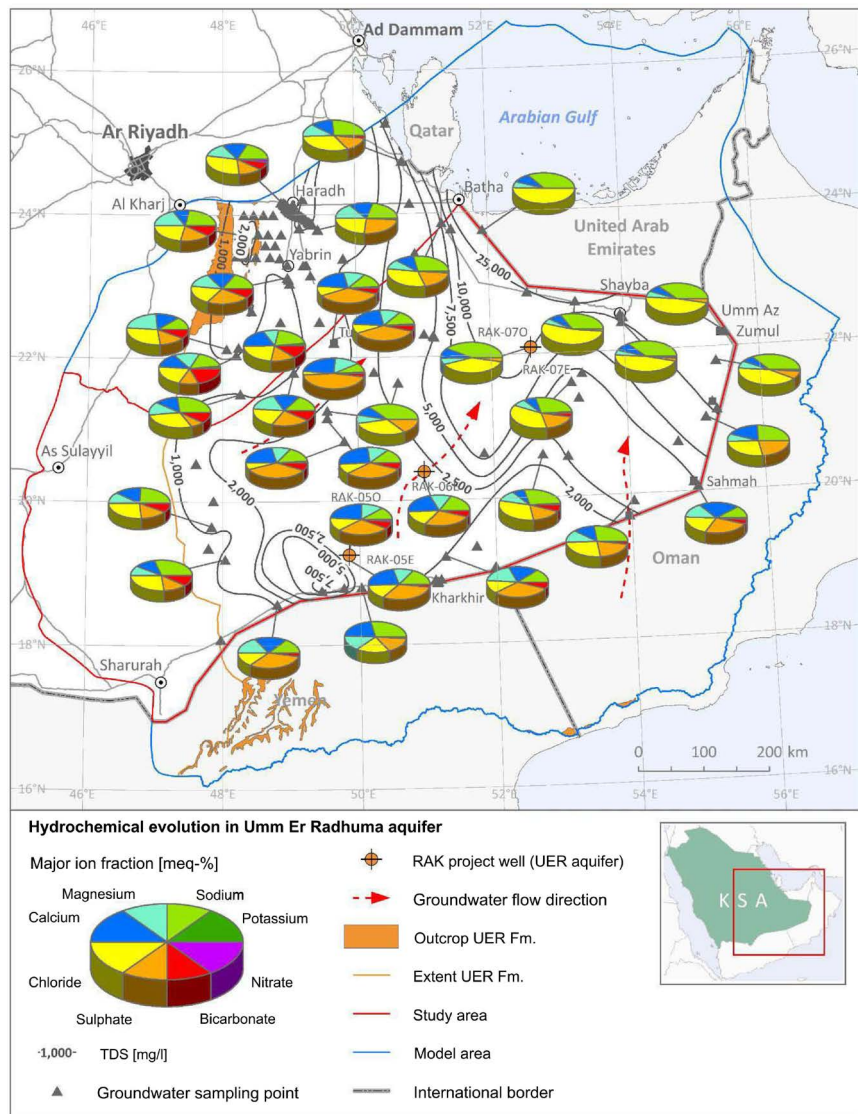 46°E
48°E
50°E
52°E
54°E
56°E
Ad Dammam
26°N
26°N
Arabian Gulf
Qatar
Ar Riyadh
Haradh
Batha
Al Kharj
24°N
24°N
United Arab
Emirates
1,000
2,000
Yabrin
25,000
10,000
7,500
Shayba
Umm Az
Zumul
RAK-07O
22°N
22°N
RAK-07E
5,000
As Sulayyil
1,000
2,500
2,000
2,000
20°N
20°N
RAK-05O
Sahmah
2,500
5,000
7,500
RAK-05E
Oman
Kharkhir
18°N
18°N
Sharurah
Yemen
0 100 200 km
16°N
16°N
46°E
48°E
50°E
52°E
54°E
56°E
Hydrochemical evolution in Umm Er Radhuma aquifer
Major ion fraction [meq-%]
Magnesium
Sodium
Calcium
Potassium
Chloride
Nitrate
Sulphate
Bicarbonate
1,000
TDS [mg/l]
Groundwater sampling point
RAK project well (UER aquifer)
Groundwater flow direction
Outcrop UER Fm.
Extent UER Fm.
Study area
Model area
International border
K S A